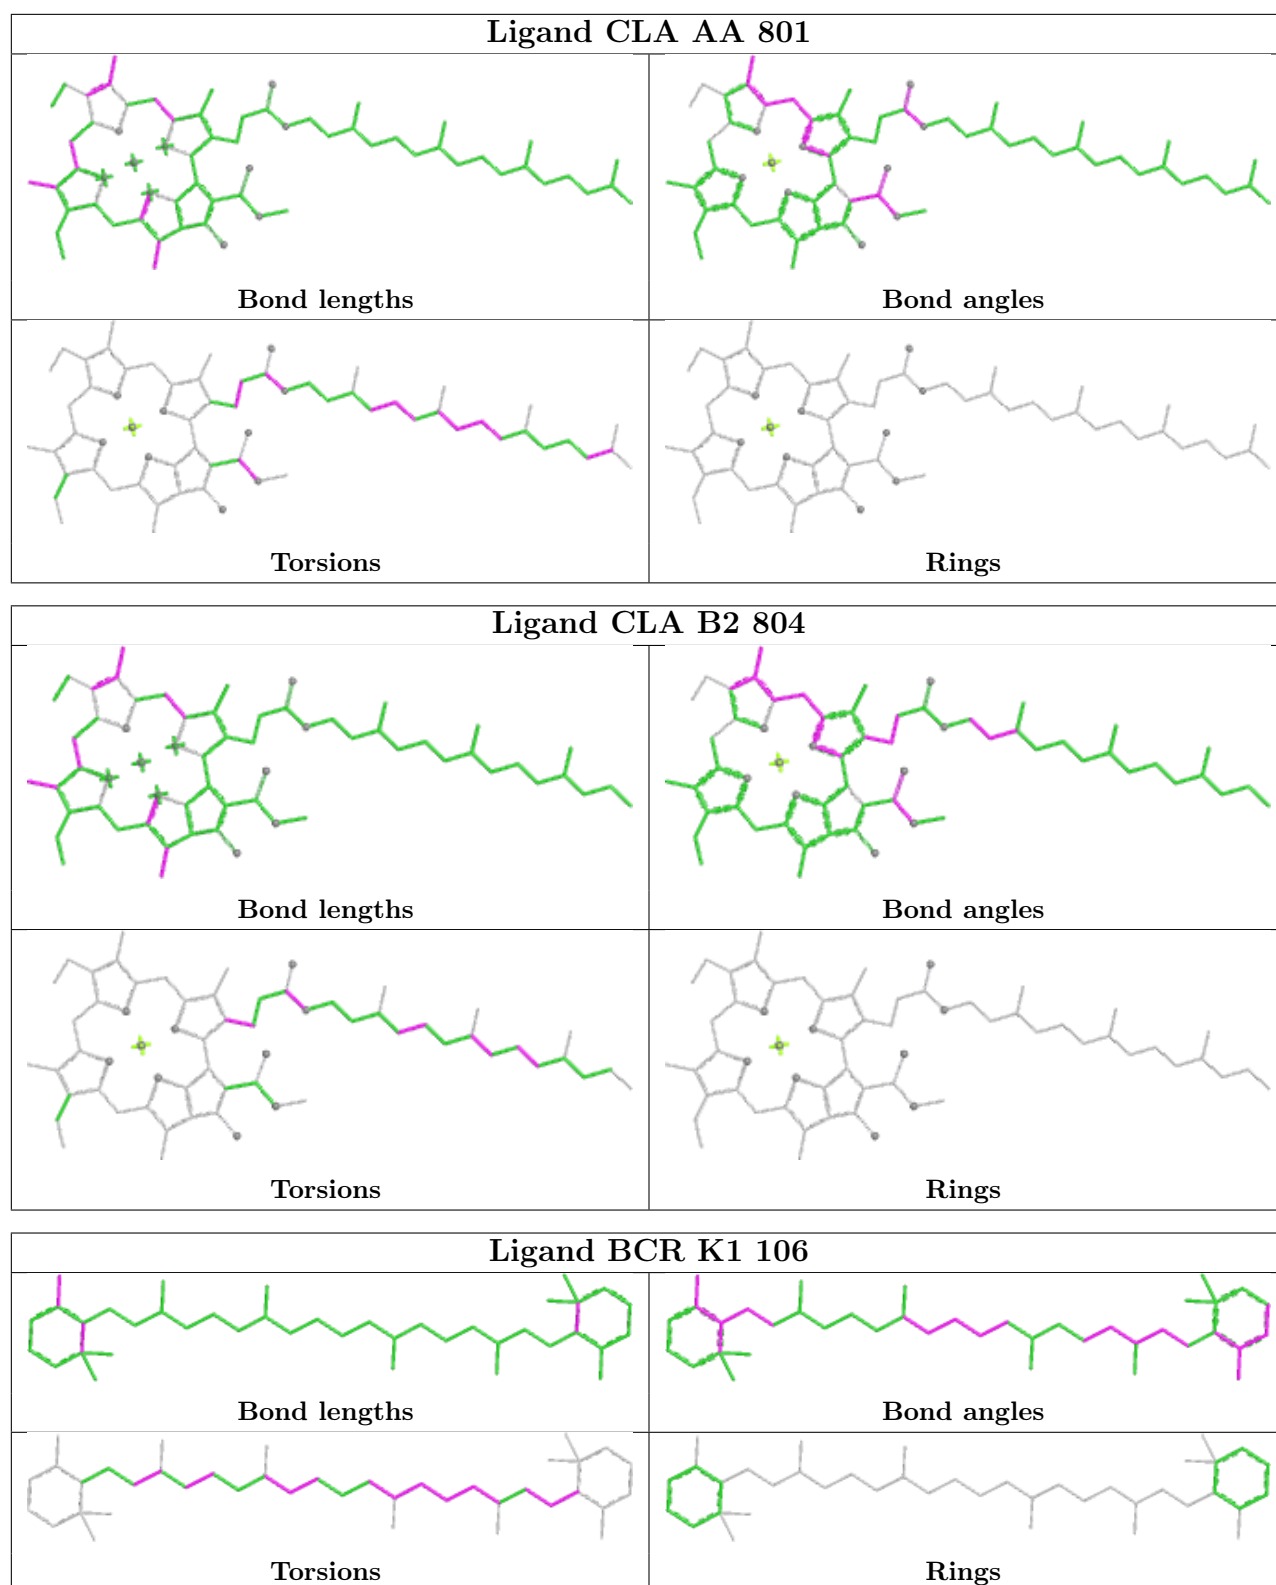 Ligand CLA AA 801
Bond lengths
Bond angles
Torsions
Rings
Ligand CLA B2 804
Bond lengths
Bond angles
Torsions
Rings
Ligand BCR K1 106
Bond lengths
Bond angles
Torsions
Rings